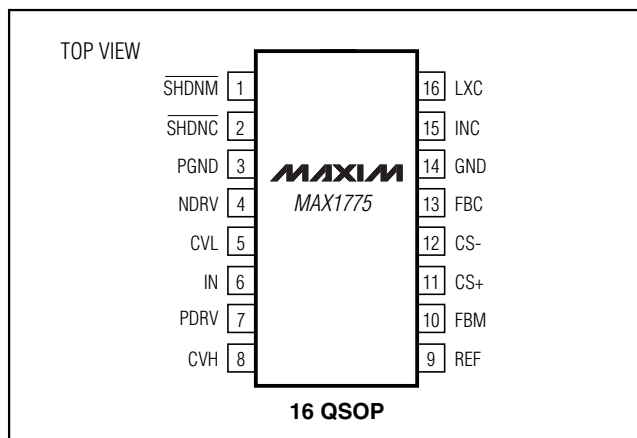 TOP VIEW
SHDNM 1
SHDNC 2
PGND 3
NDRV 4
CVL 5
IN 6
PDRV 7
CVH 8
MAXIM
MAX1775
16 LXC
15 INC
14 GND
13 FBC
12 CS-
11 CS+
10 FBM
9 REF
16 QSOP